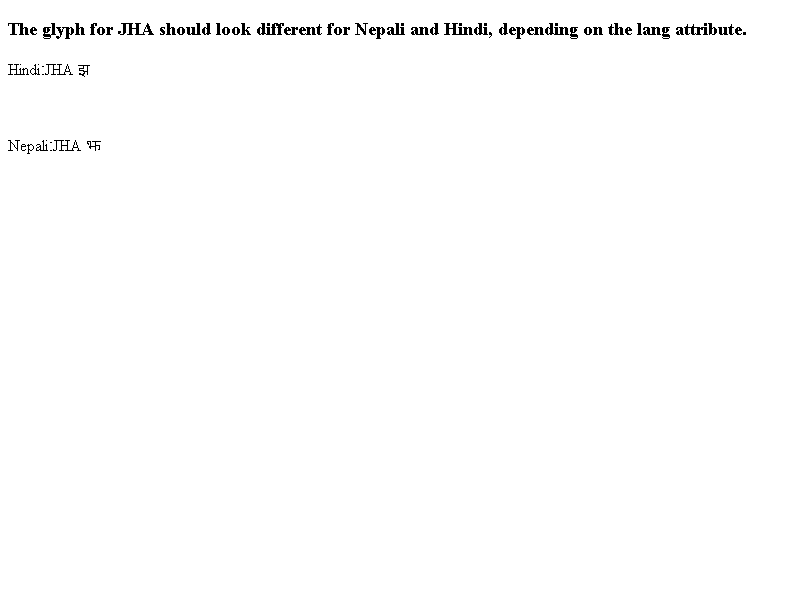 The glyph for JHA should look different for Nepali and Hindi, depending on the lang attribute.
Hindi:JHA झ
Nepali:JHA झ